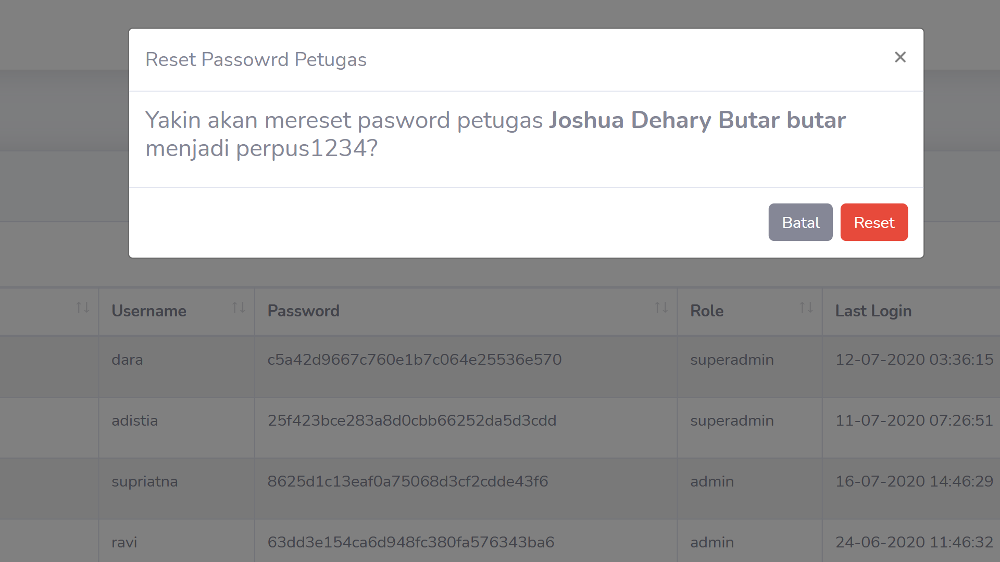 Reset Passowrd Petugas
Yakin akan mereset pasword petugas Joshua Dehary Butar butar
menjadi perpus1234?
Batal Reset
Username Password Role Last Login
dara c5a42d9667c760e1b7c064e25536e570 superadmin 12-07-2020 03:36:15
adistia 25f423bce283a8d0cbb66252da5d3cdd superadmin 11-07-2020 07:26:51
supriatna 8625d1c13eaf0a75068d3cf2cdde43f6 admin 16-07-2020 14:46:29
ravi 63dd3e154ca6d948fc380fa576343ba6 admin 24-06-2020 11:46:32